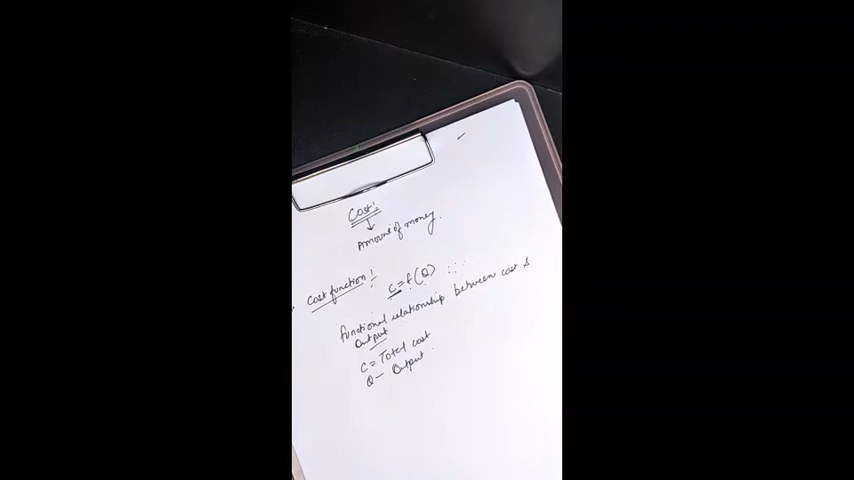 Cost:
Amount of money.
Cost function:
C = f(Q)
functional relationship between cost &
Output
C = Total cost
Q — Output